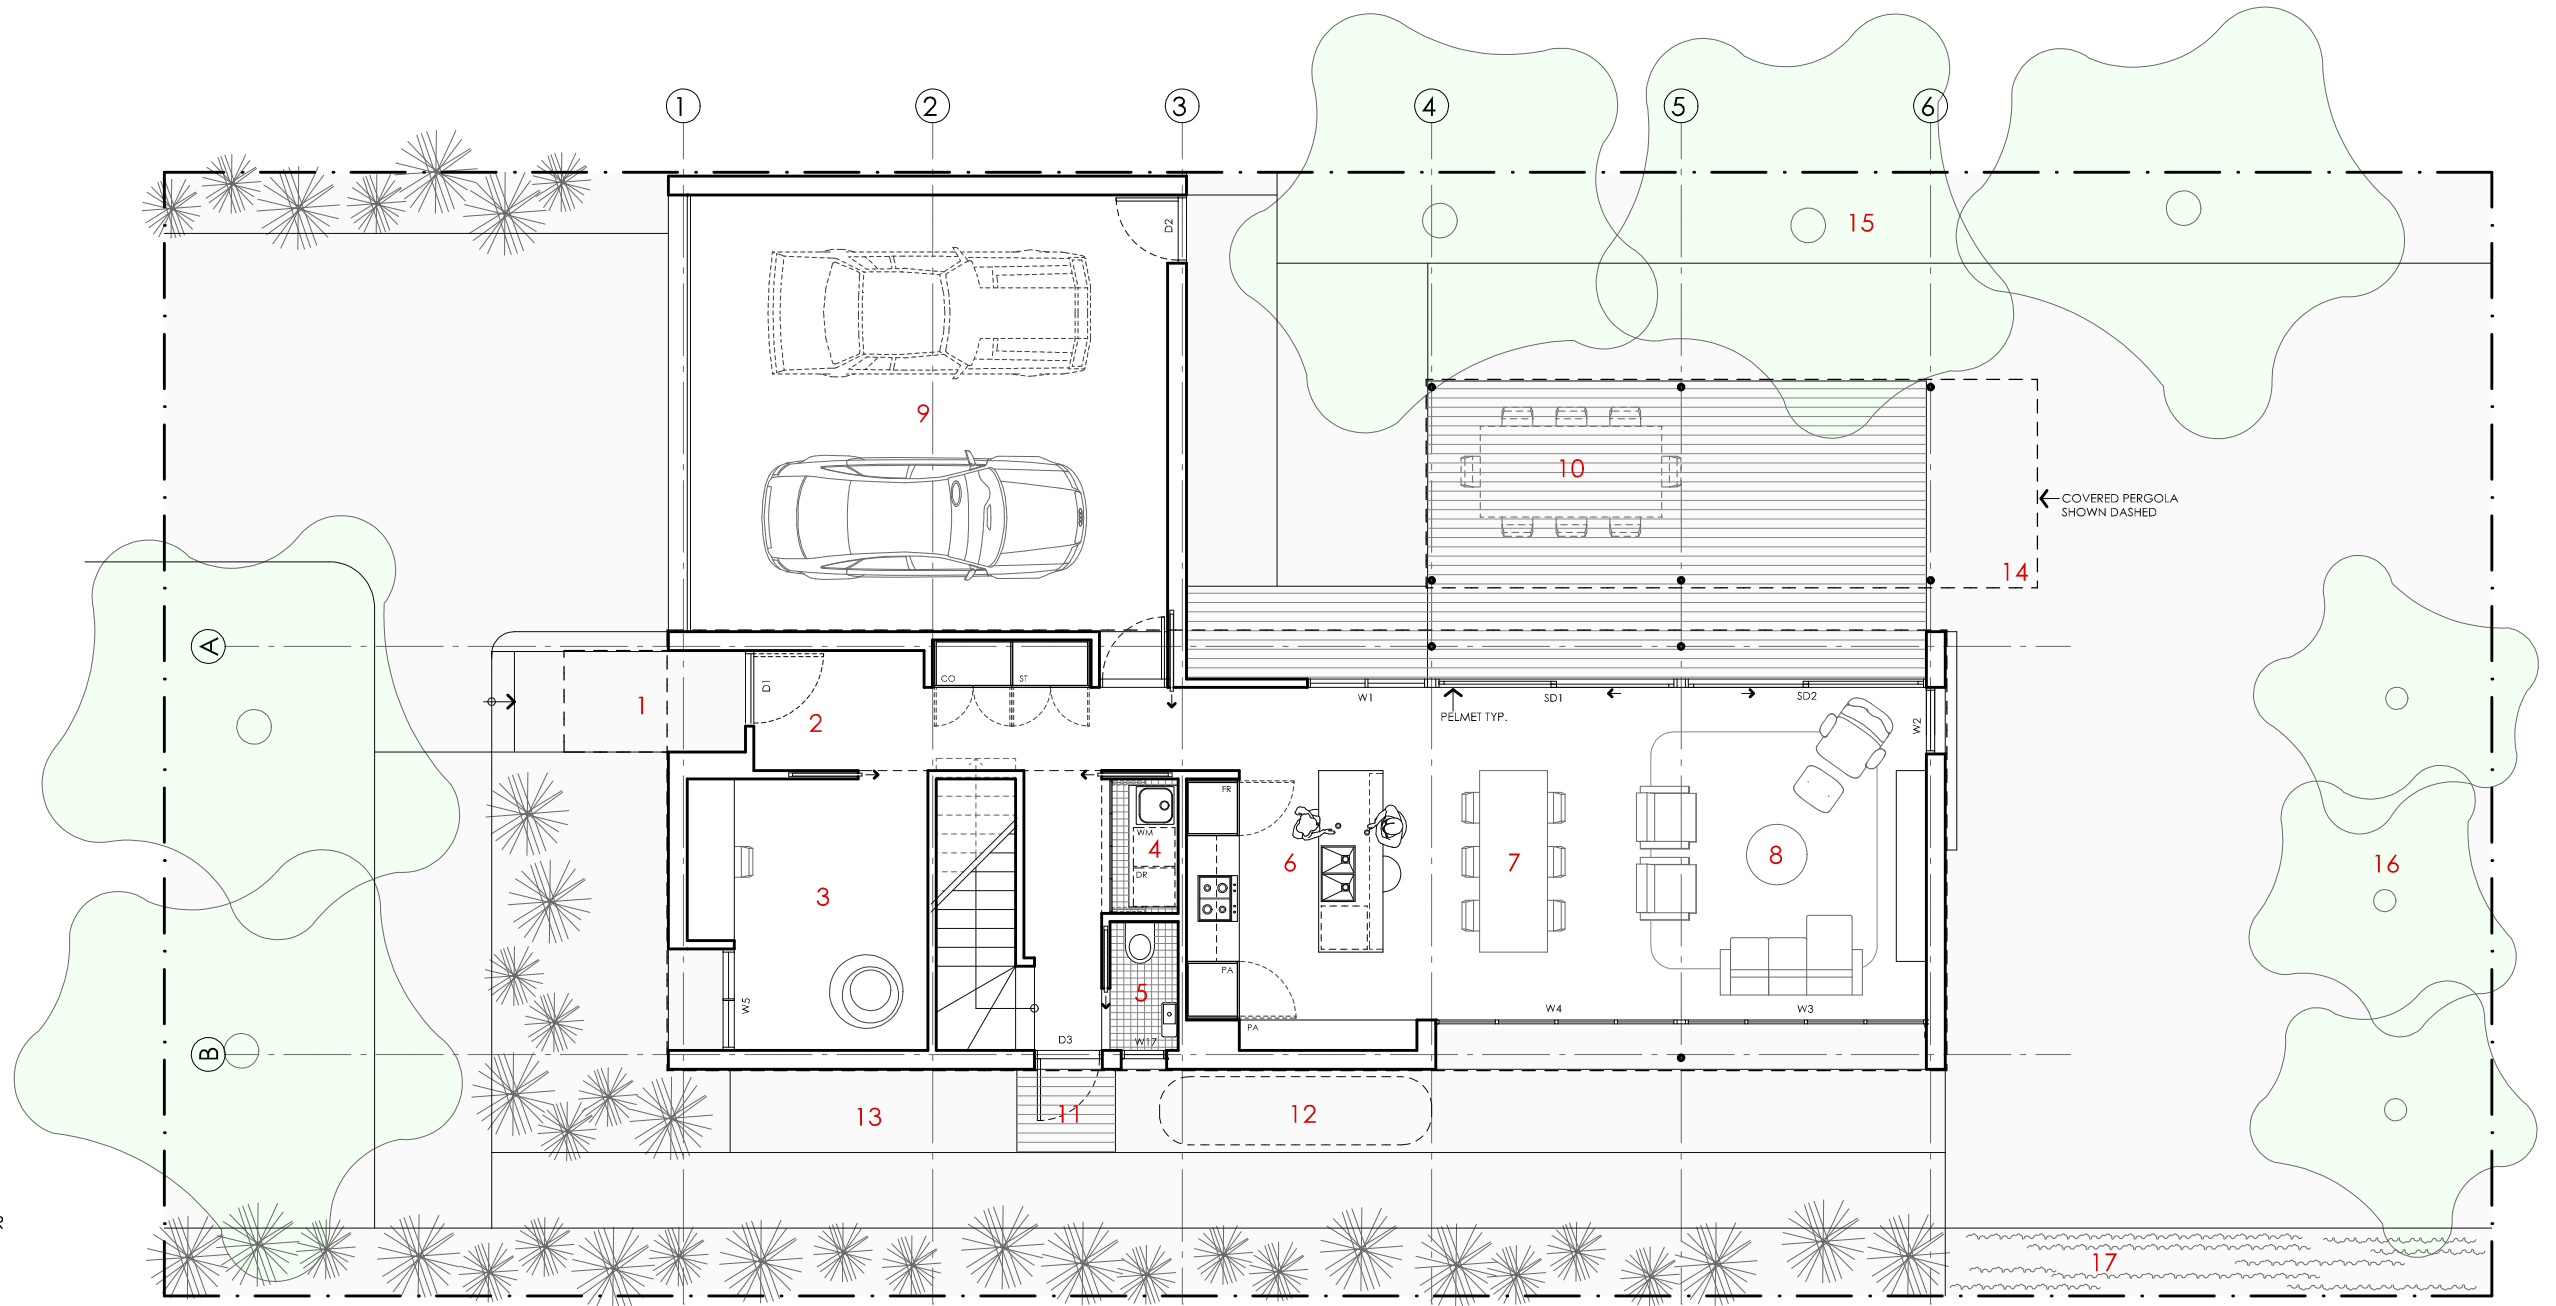 1 2 3 4 5 6
D2
15
9
10
COVERED PERGOLA
SHOWN DASHED
14
A
CO ST
D1
1
2
W1 SD1 SD2
PELMET TYP.
W2
FR
WM
4
DR
6
7
8
16
3
PA
5
W5
W4 W3
PA
D3 W17
B
13
11
12
17